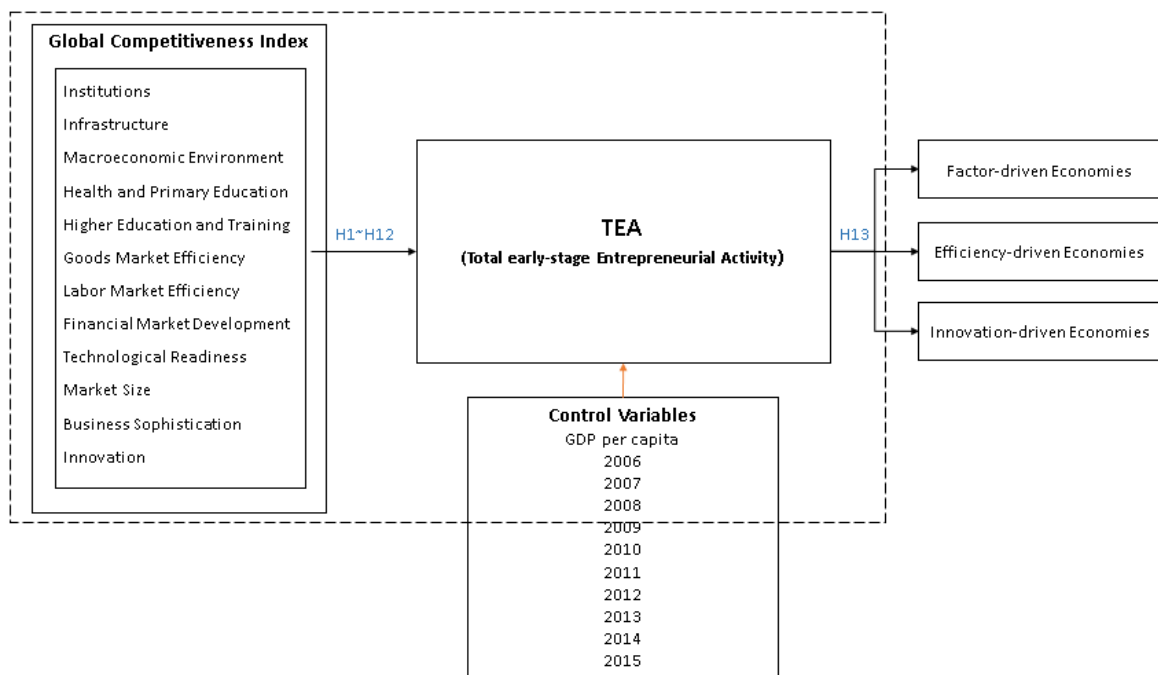 Global Competitiveness Index
Institutions
Infrastructure
Macroeconomic Environment
Health and Primary Education
Higher Education and Training
Goods Market Efficiency
Labor Market Efficiency
Financial Market Development
Technological Readiness
Market Size
Business Sophistication
Innovation
H1~H12
TEA
(Total early-stage Entrepreneurial Activity)
H13
Factor-driven Economies
Efficiency-driven Economies
Innovation-driven Economies
Control Variables
GDP per capita
2006
2007
2008
2009
2010
2011
2012
2013
2014
2015